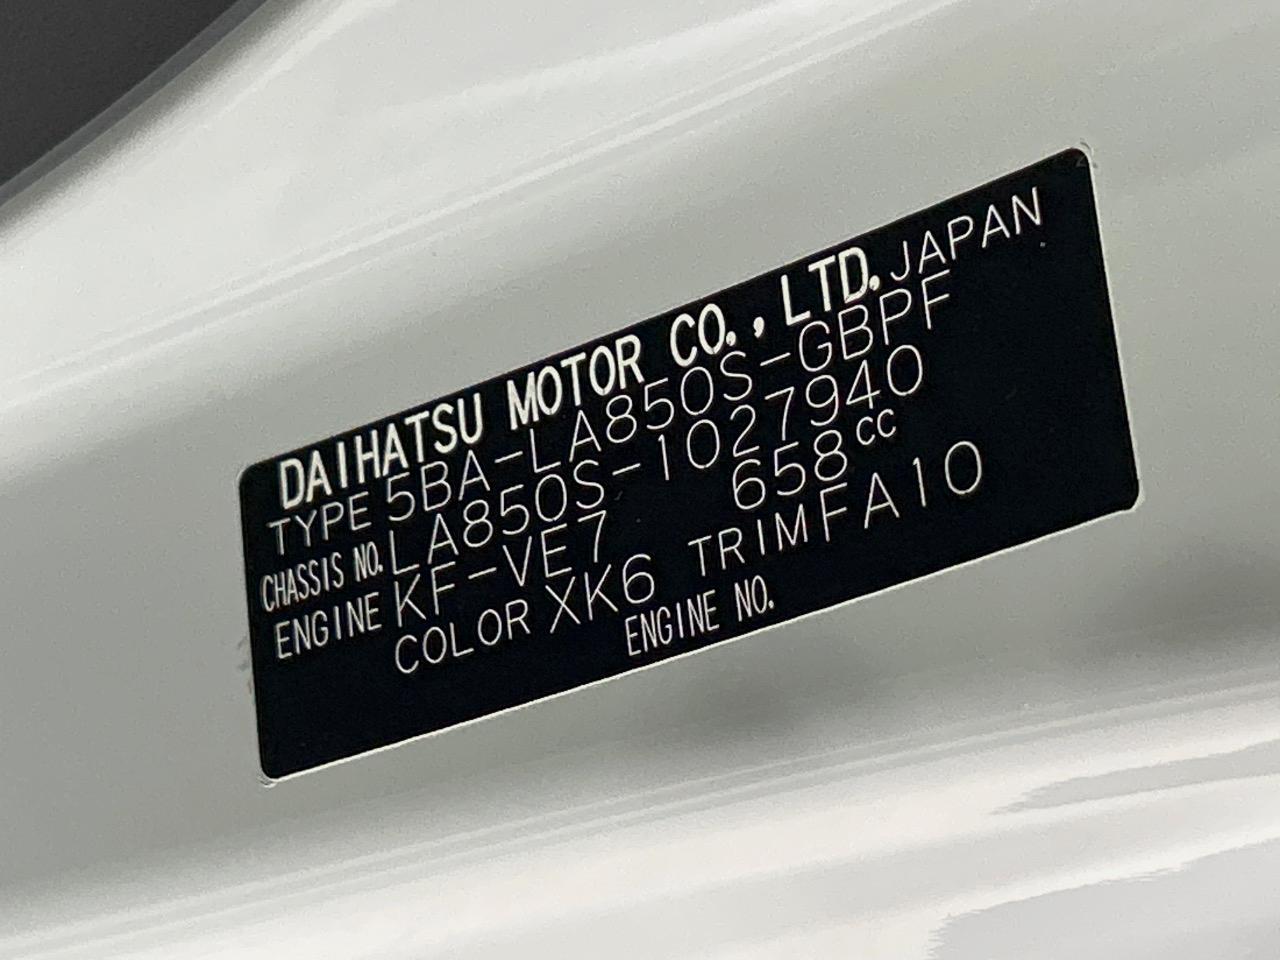 DAIHATSU MOTOR CO., LTD. JAPAN
TYPE 5BA-LA850S-GBPF
CHASSIS NO. LA850S-1027940
ENGINE KF-VE7 658cc
COLOR XK6 TRIM FA10
ENGINE NO.